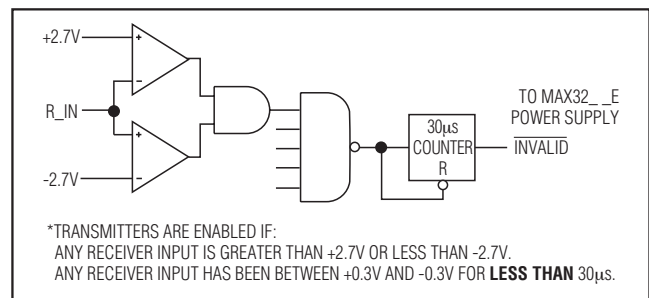 +2.7V
+
-
R_IN
+
-
-2.7V
30µs
COUNTER
R
TO MAX32_ _E
POWER SUPPLY
INVALID
*TRANSMITTERS ARE ENABLED IF:
ANY RECEIVER INPUT IS GREATER THAN +2.7V OR LESS THAN -2.7V.
ANY RECEIVER INPUT HAS BEEN BETWEEN +0.3V AND -0.3V FOR LESS THAN 30µs.